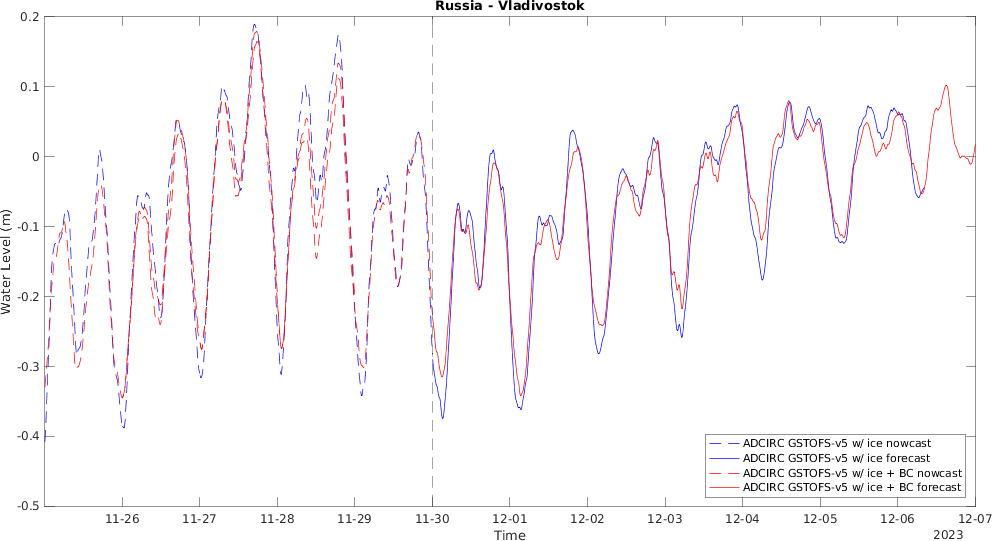 Russia - Vladivostok
0.2
0.1
0
-0.1
-0.2
-0.3
-0.4
-0.5
Water Level (m)
ADCIRC GSTOFS-v5 w/ ice nowcast
ADCIRC GSTOFS-v5 w/ ice forecast
ADCIRC GSTOFS-v5 w/ ice + BC nowcast
ADCIRC GSTOFS-v5 w/ ice + BC forecast
11-26 11-27 11-28 11-29 11-30 12-01 12-02 12-03 12-04 12-05 12-06 12-07
Time
2023